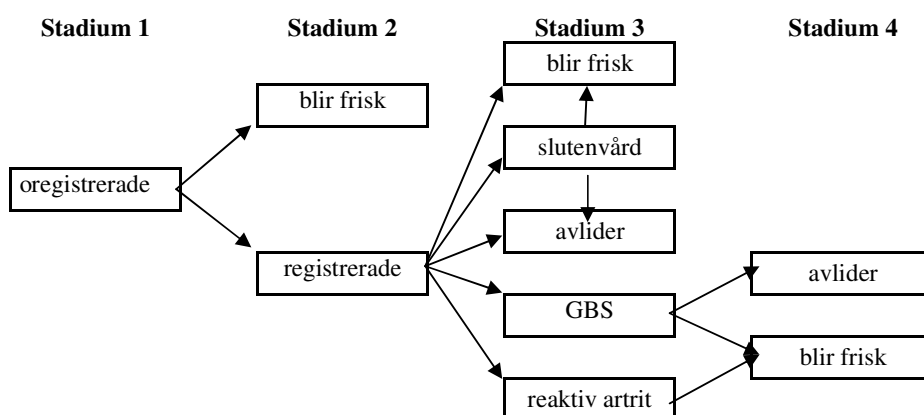 Stadium 1 Stadium 2 Stadium 3 Stadium 4
blir frisk
blir frisk
slutenvård
oregistrerade
avlider
registrerade
avlider
GBS
blir frisk
reaktiv artrit